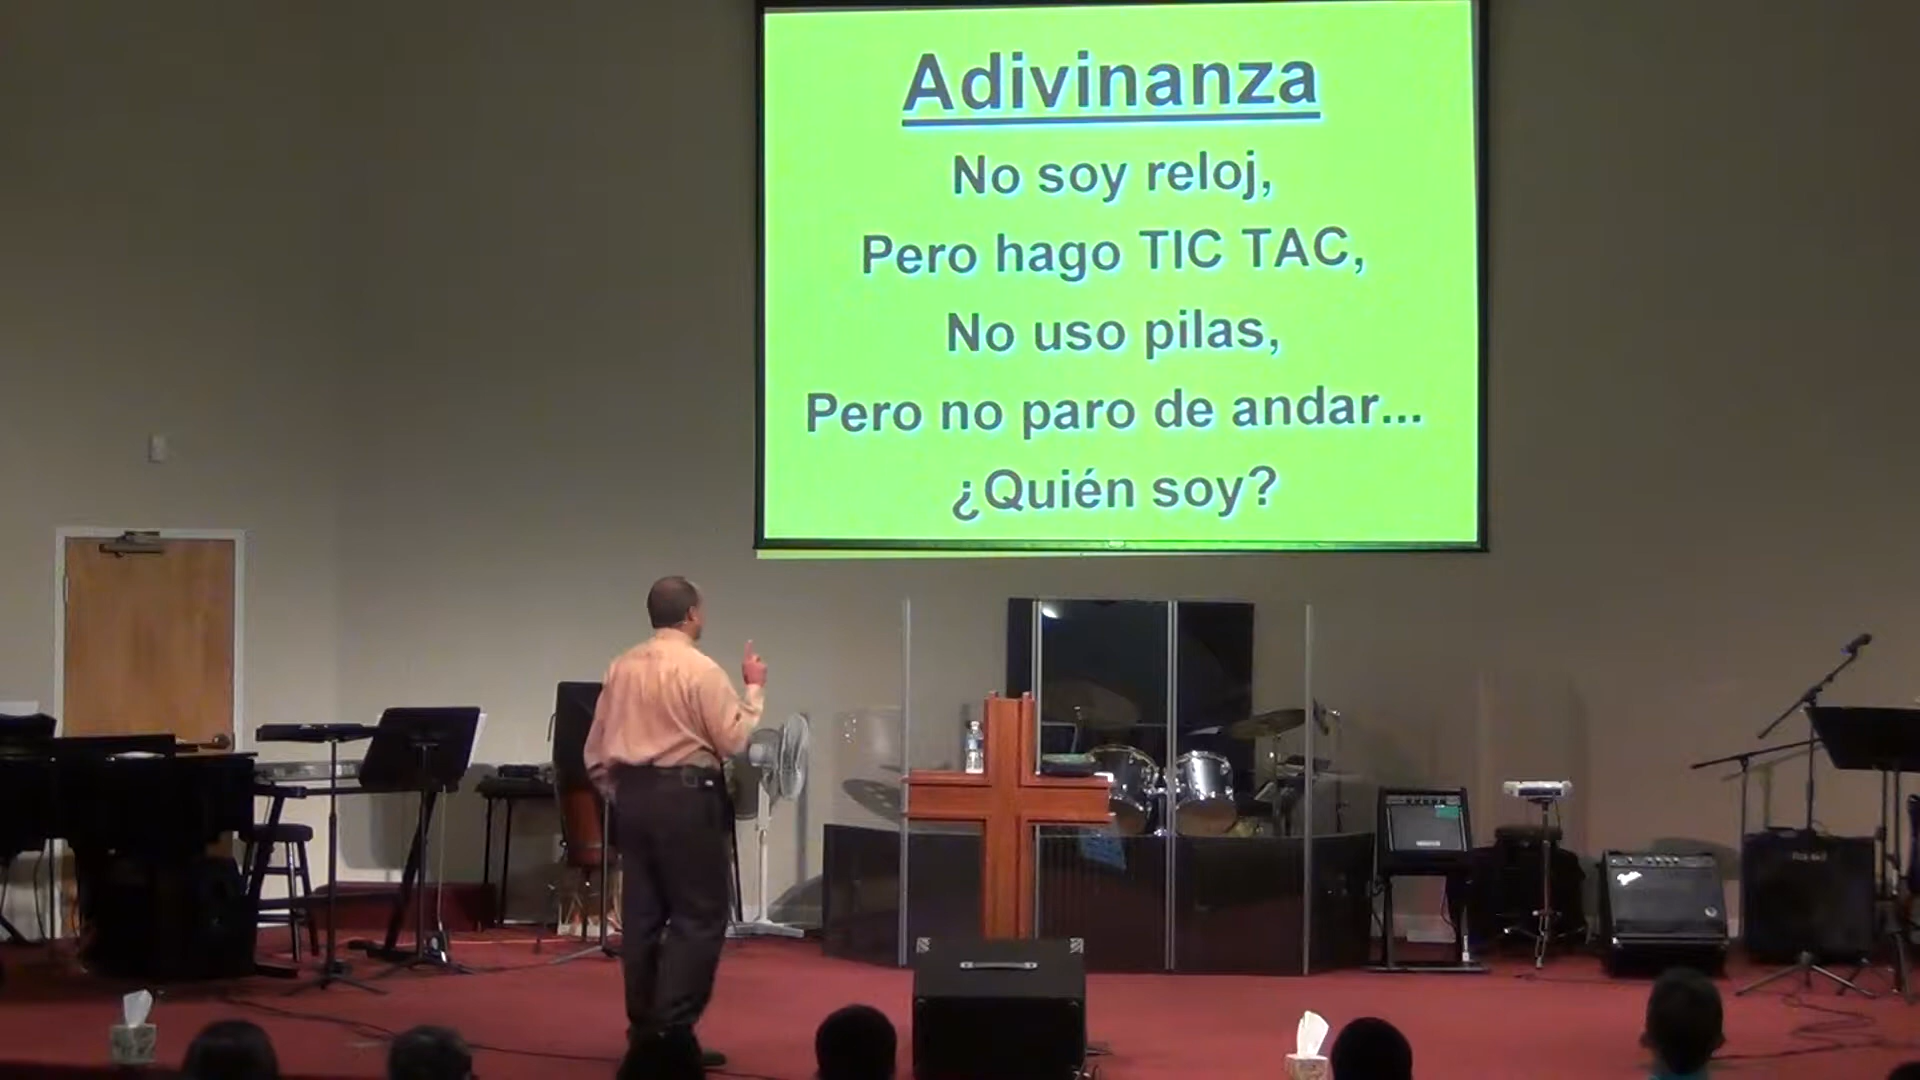 Adivinanza
No soy reloj,
Pero hago TIC TAC,
No uso pilas,
Pero no paro de andar...
¿Quién soy?